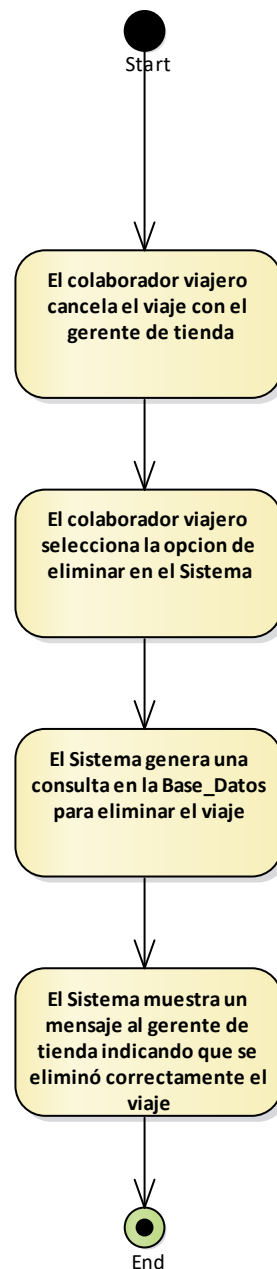 Start
El colaborador viajero
cancela el viaje con el
gerente de tienda
El colaborador viajero
selecciona la opcion de
eliminar en el Sistema
El Sistema genera una
consulta en la Base_Datos
para eliminar el viaje
El Sistema muestra un
mensaje al gerente de
tienda indicando que se
eliminó correctamente el
viaje
End